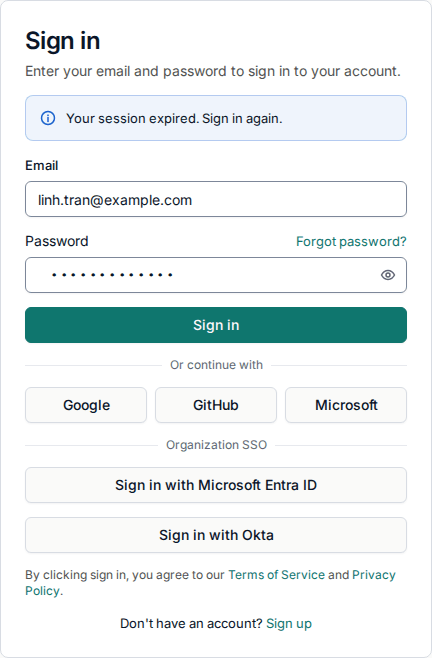 Sign in
Enter your email and password to sign in to your account.
Your session expired. Sign in again.
Email
linh.tran@example.com
Password Forgot password?
•••••••••••••
Sign in
Or continue with
Google GitHub Microsoft
Organization SSO
Sign in with Microsoft Entra ID
Sign in with Okta
By clicking sign in, you agree to our Terms of Service and Privacy
Policy.
Don't have an account? Sign up